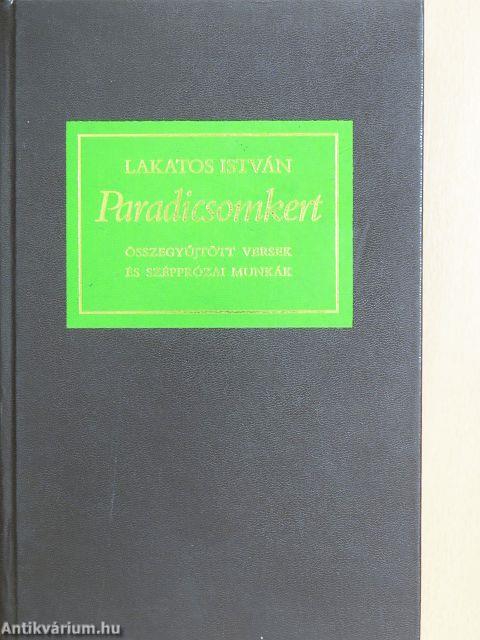 LAKATOS ISTVÁN
Paradicsomkert
ÖSSZEGYŰJTÖTT VERSEK
ÉS SZÉPPRÓZAI MUNKÁK
Antikvárium.hu